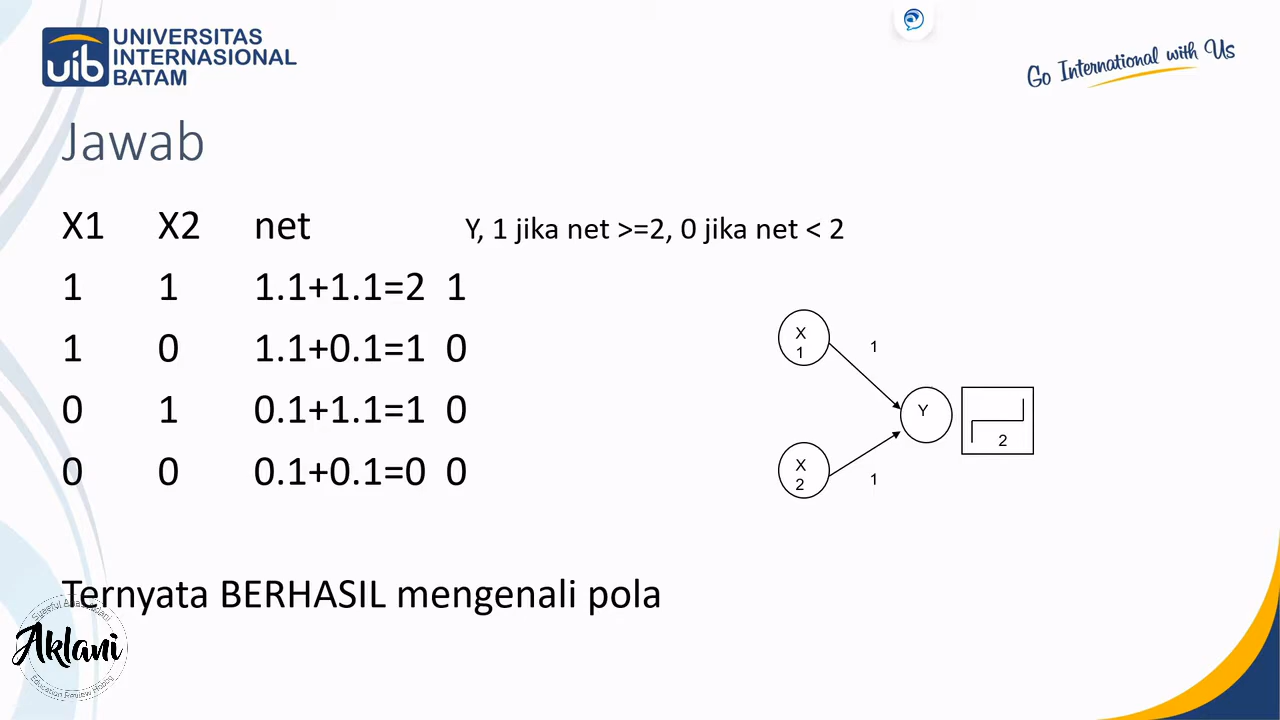 UNIVERSITAS
INTERNASIONAL
BATAM
uib
Go International with Us
Jawab
X1 X2 net Y, 1 jika net >=2, 0 jika net < 2
1 1 1.1+1.1=2 1
1 0 1.1+0.1=1 0
0 1 0.1+1.1=1 0
0 0 0.1+0.1=0 0
X
1
1
Y
2
X
2
1
Ternyata BERHASIL mengenali pola
Aklani